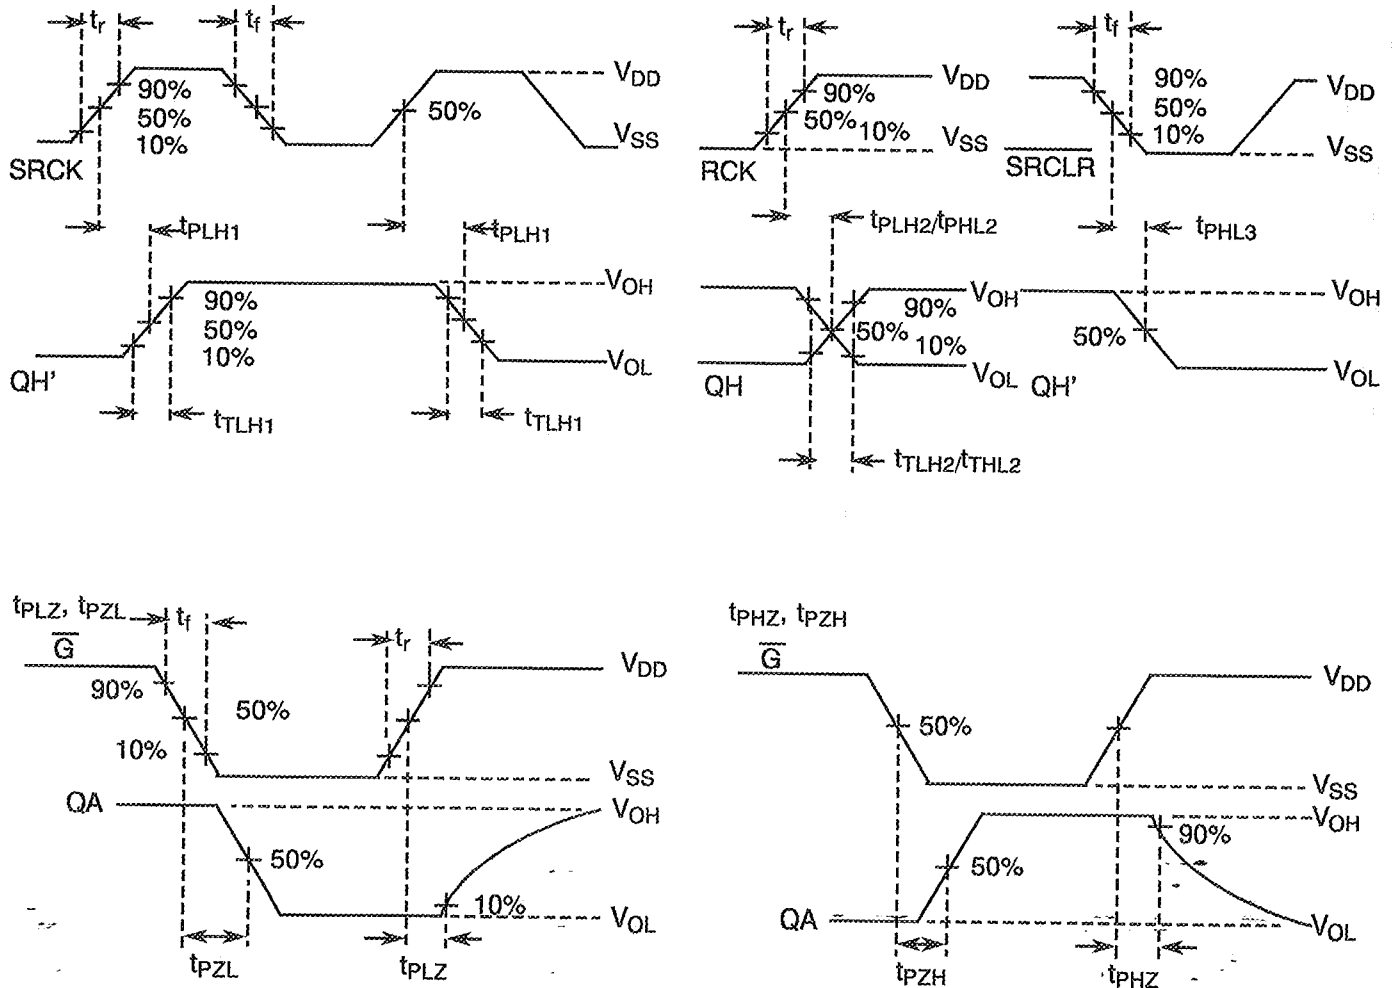 tr tf
VDD
90% 50%
50%
10% VSS
SRCK
tPLH1 tPLH1
VOH
90%
50%
10% VOL
QH'
tTLH1 tTLH1
tr
VDD
90%
50% 10% VSS
RCK
tPLH2/tPHL2
VOH
90%
50%
10%
QH VOL
tTLH2/tTHL2
tf
90% VDD
50%
10% VSS
SRCLR
tPHL3
VOH
50%
VOL
QH'
tPLZ, tPZL tf tr
G
VDD
90%
50%
10%
VSS
QA VOH
50%
10%
VOL
tPZL tPLZ
tPHZ, tPZH
G
VDD
50%
VSS
VOH
90%
50%
QA VOL
tPZH tPHZ